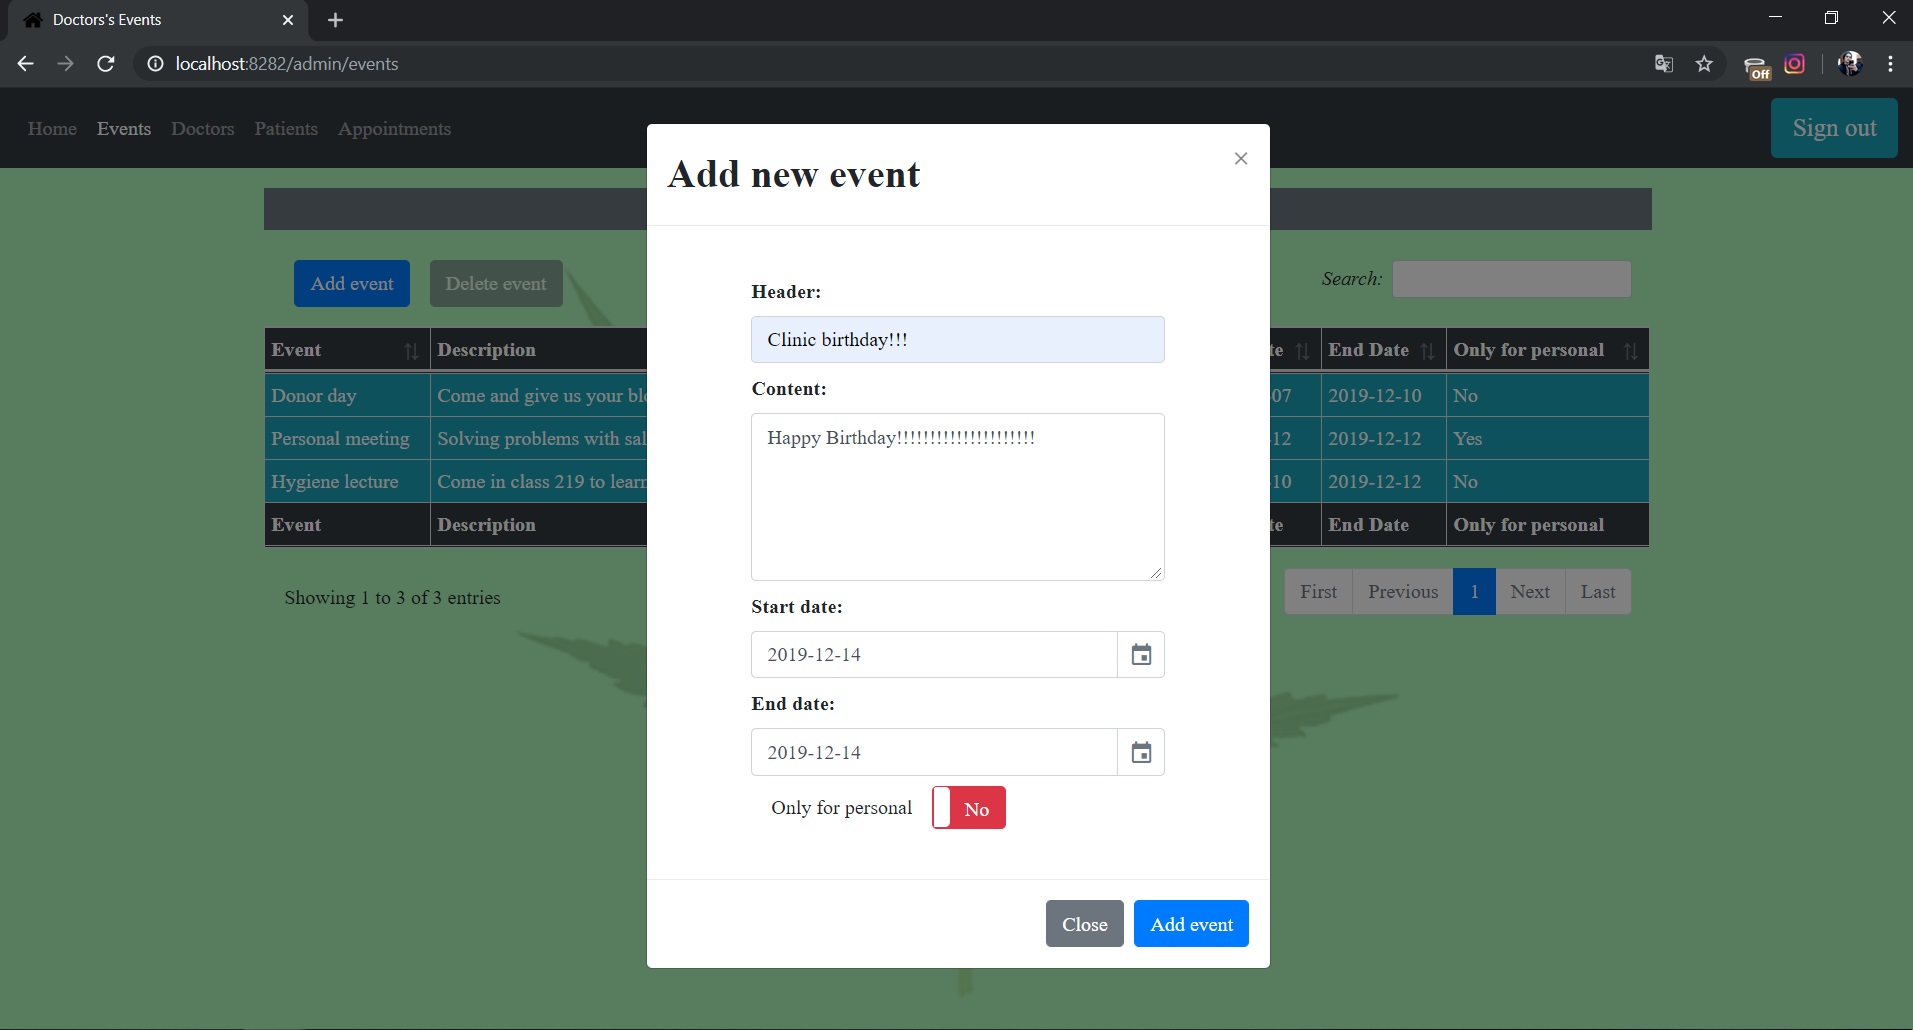 Doctors's Events
localhost:8282/admin/events
Off
Home Events Doctors Patients Appointments Sign out
Add new event
Add event Delete event Search:
Header:
Clinic birthday!!!
Event Description End Date Only for personal
Content:
Donor day Come and give us your 07 2019-12-10 No
Happy Birthday!!!!!!!!!!!!!!!!!!!!!
Personal meeting Solving problems with 12 2019-12-12 Yes
Hygiene lecture Come in class 219 to learn 10 2019-12-12 No
Event Description End Date Only for personal
Showing 1 to 3 of 3 entries First Previous 1 Next Last
Start date:
2019-12-14
End date:
2019-12-14
Only for personal No
Close Add event